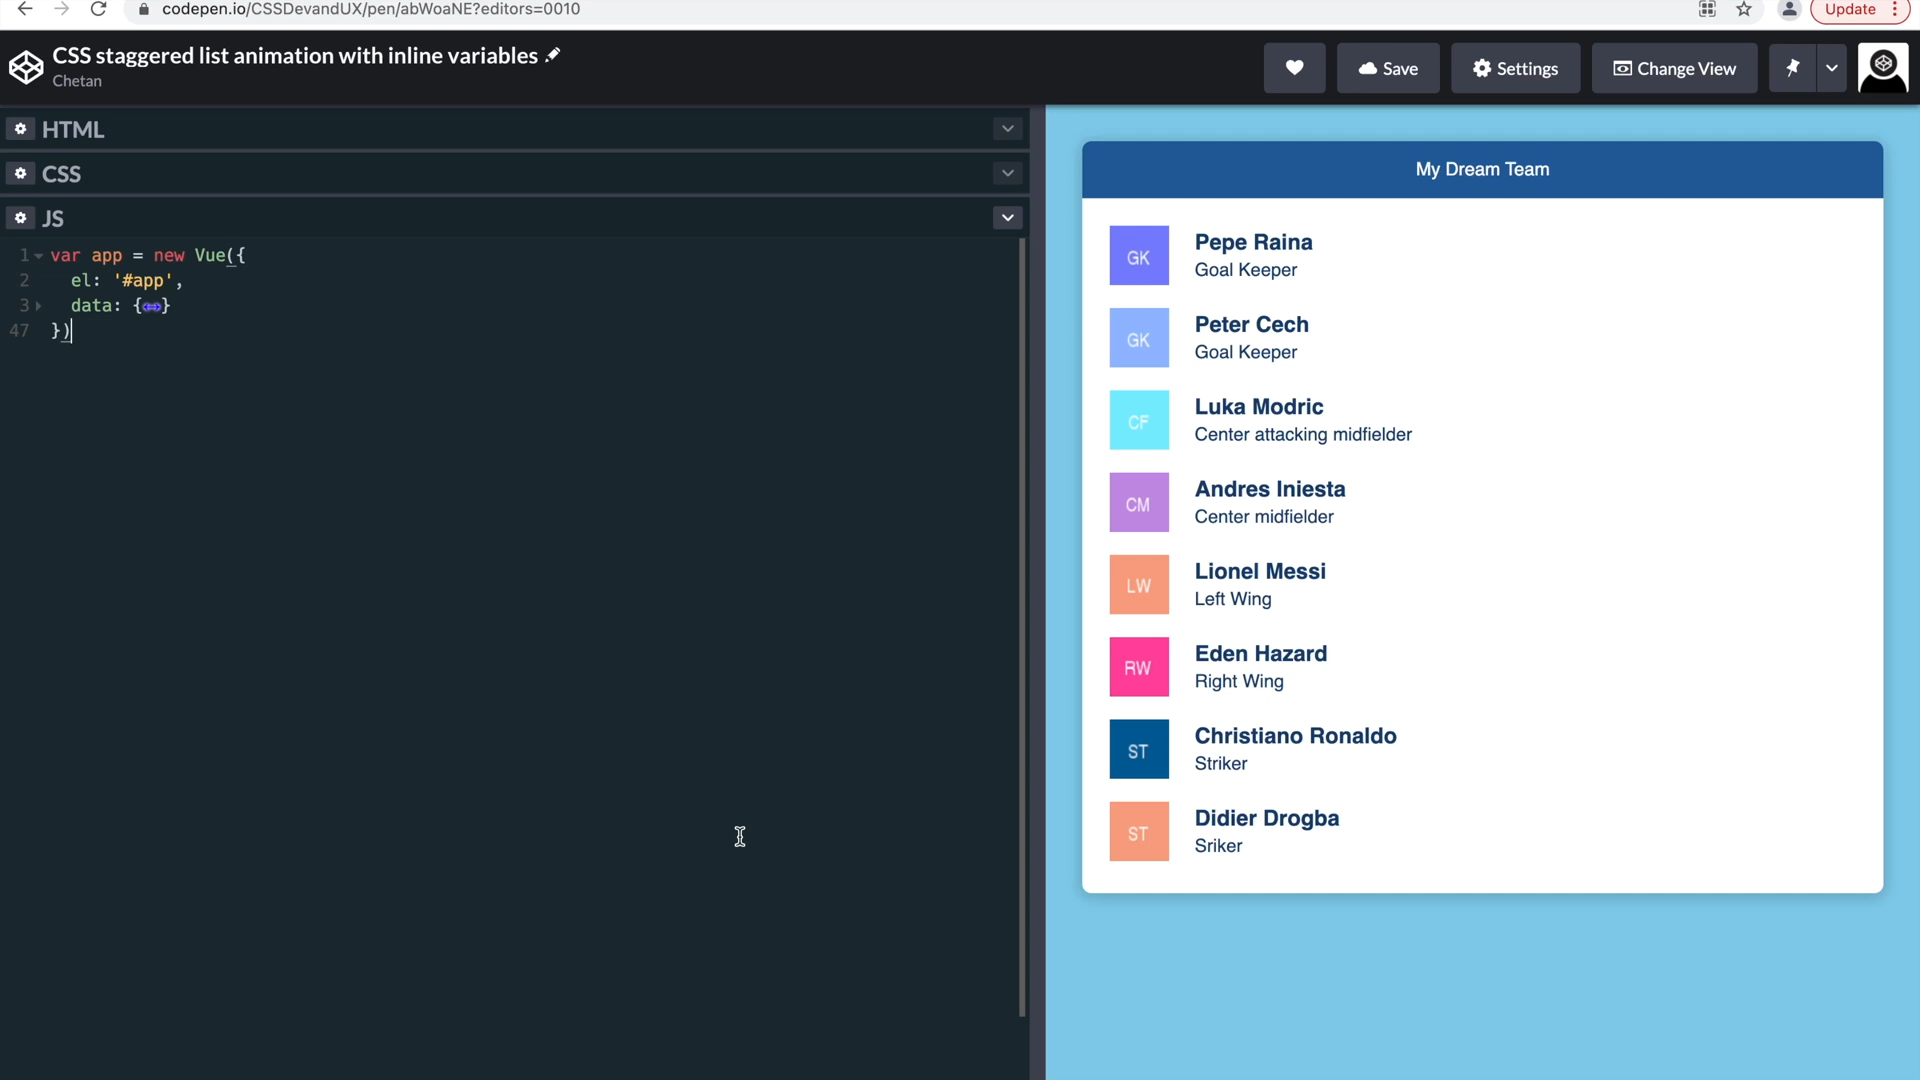 codepen.io/CSSDevandUX/pen/abWoaNE?editors=0010
Update
CSS staggered list animation with inline variables
Chetan
Save
Settings
Change View
HTML
CSS
JS
1 var app = new Vue({
2 el: '#app',
3 data: {↔}
47 })
My Dream Team
GK
Pepe Raina
Goal Keeper
GK
Peter Cech
Goal Keeper
CF
Luka Modric
Center attacking midfielder
CM
Andres Iniesta
Center midfielder
LW
Lionel Messi
Left Wing
RW
Eden Hazard
Right Wing
ST
Christiano Ronaldo
Striker
ST
Didier Drogba
Sriker